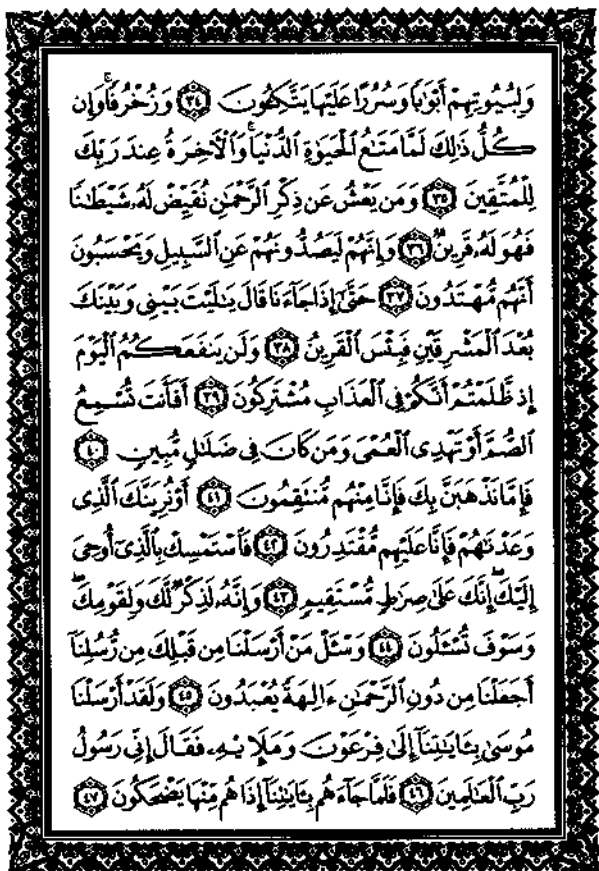 وَلِبُيُوتِهِمْ أَبْوَٰبًا وَسُرُرًا عَلَيْهَا يَتَّكِـُٔونَ ﴿٣٤﴾ وَزُخْرُفًا ۚ وَإِن
كُلُّ ذَٰلِكَ لَمَّا مَتَـٰعُ ٱلْحَيَوٰةِ ٱلدُّنْيَا ۚ وَٱلْـَٔاخِرَةُ عِندَ رَبِّكَ
لِلْمُتَّقِينَ ﴿٣٥﴾ وَمَن يَعْشُ عَن ذِكْرِ ٱلرَّحْمَـٰنِ نُقَيِّضْ لَهُۥ شَيْطَـٰنًا
فَهُوَ لَهُۥ قَرِينٌ ﴿٣٦﴾ وَإِنَّهُمْ لَيَصُدُّونَهُمْ عَنِ ٱلسَّبِيلِ وَيَحْسَبُونَ
أَنَّهُم مُّهْتَدُونَ ﴿٣٧﴾ حَتَّىٰٓ إِذَا جَآءَنَا قَالَ يَـٰلَيْتَ بَيْنِى وَبَيْنَكَ
بُعْدَ ٱلْمَشْرِقَيْنِ فَبِئْسَ ٱلْقَرِينُ ﴿٣٨﴾ وَلَن يَنفَعَكُمُ ٱلْيَوْمَ
إِذ ظَّلَمْتُمْ أَنَّكُمْ فِى ٱلْعَذَابِ مُشْتَرِكُونَ ﴿٣٩﴾ أَفَأَنتَ تُسْمِعُ
ٱلصُّمَّ أَوْ تَهْدِى ٱلْعُمْىَ وَمَن كَانَ فِى ضَلَـٰلٍ مُّبِينٍ ﴿٤٠﴾
فَإِمَّا نَذْهَبَنَّ بِكَ فَإِنَّا مِنْهُم مُّنتَقِمُونَ ﴿٤١﴾ أَوْ نُرِيَنَّكَ ٱلَّذِى
وَعَدْنَـٰهُمْ فَإِنَّا عَلَيْهِم مُّقْتَدِرُونَ ﴿٤٢﴾ فَٱسْتَمْسِكْ بِٱلَّذِىٓ أُوحِىَ
إِلَيْكَ ۖ إِنَّكَ عَلَىٰ صِرَٰطٍ مُّسْتَقِيمٍ ﴿٤٣﴾ وَإِنَّهُۥ لَذِكْرٌ لَّكَ وَلِقَوْمِكَ ۖ
وَسَوْفَ تُسْـَٔلُونَ ﴿٤٤﴾ وَسْـَٔلْ مَنْ أَرْسَلْنَا مِن قَبْلِكَ مِن رُّسُلِنَآ
أَجَعَلْنَا مِن دُونِ ٱلرَّحْمَـٰنِ ءَالِهَةً يُعْبَدُونَ ﴿٤٥﴾ وَلَقَدْ أَرْسَلْنَا
مُوسَىٰ بِـَٔايَـٰتِنَآ إِلَىٰ فِرْعَوْنَ وَمَلَإِي۟هِۦ فَقَالَ إِنِّى رَسُولُ
رَبِّ ٱلْعَـٰلَمِينَ ﴿٤٦﴾ فَلَمَّا جَآءَهُم بِـَٔايَـٰتِنَآ إِذَا هُم مِّنْهَا يَضْحَكُونَ ﴿٤٧﴾